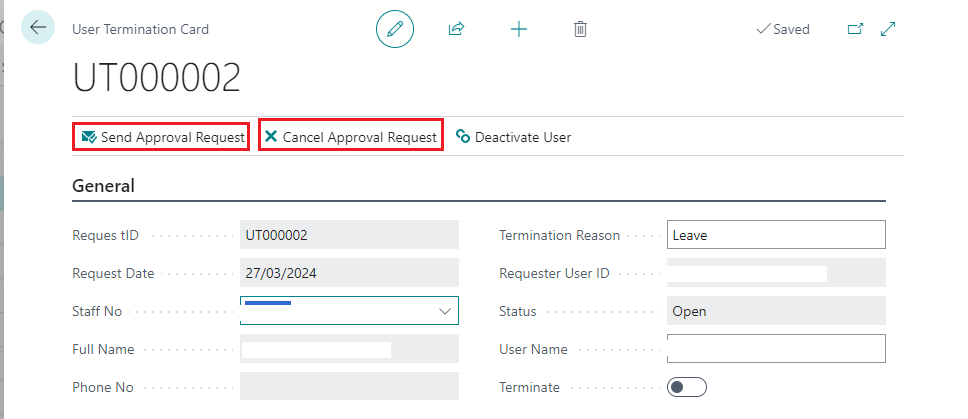 User Termination Card
Saved
UT000002
Send Approval Request Cancel Approval Request Deactivate User
General
Reques tID UT000002
Termination Reason Leave
Request Date 27/03/2024
Requester User ID
Staff No
Status Open
Full Name
User Name
Phone No
Terminate